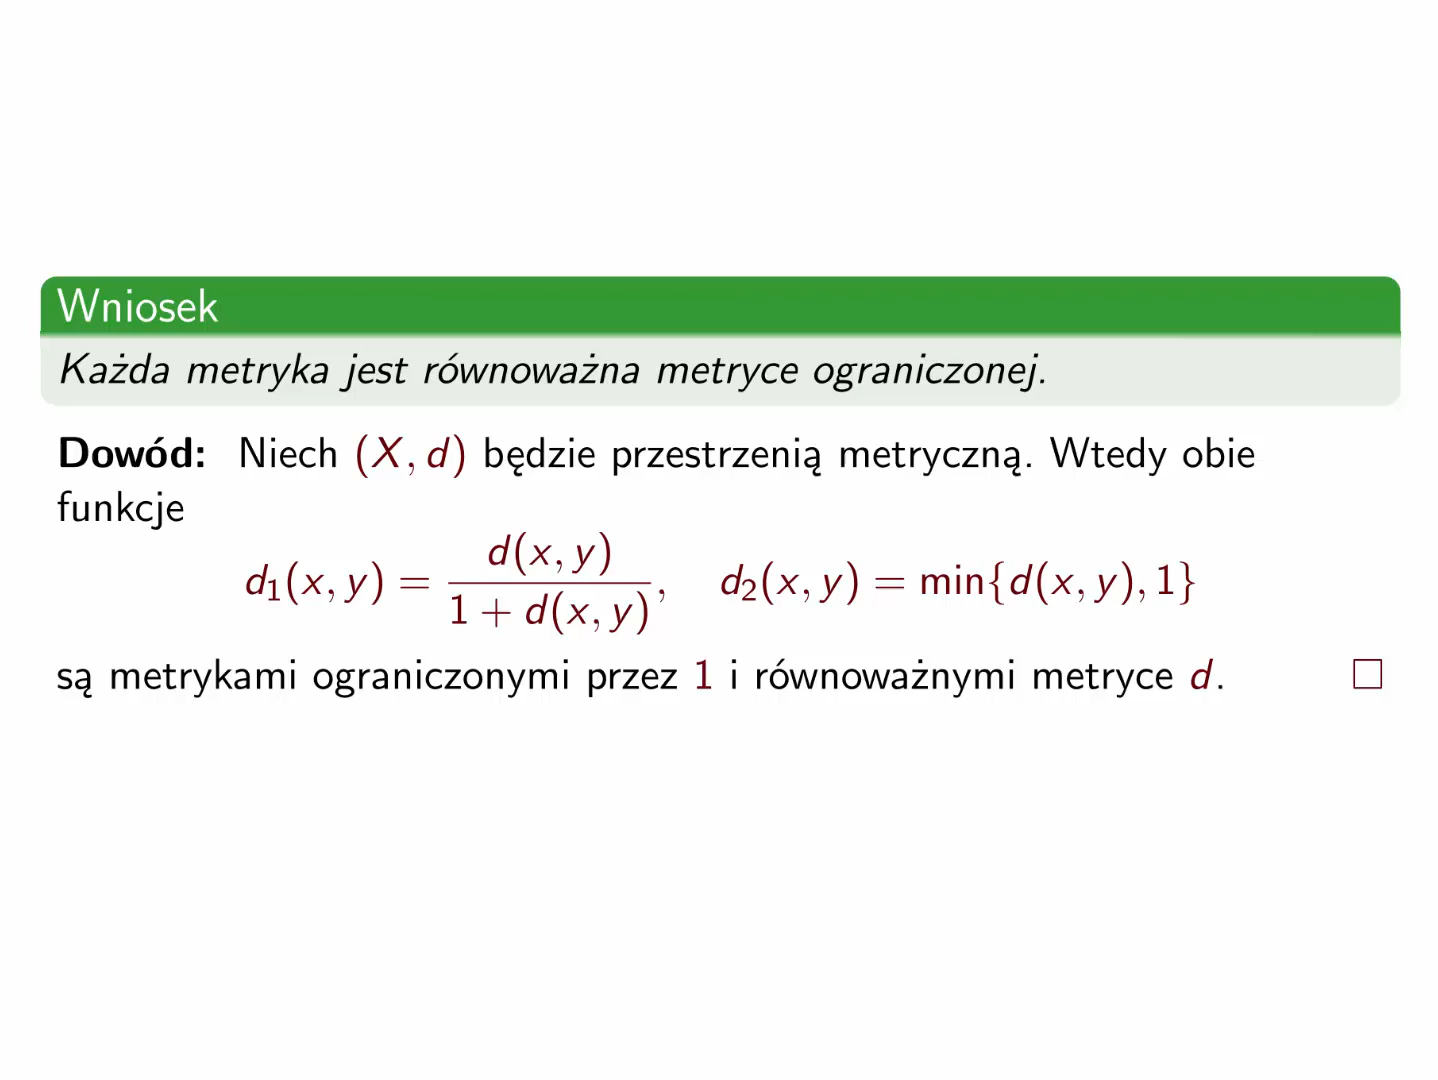 Wniosek
Każda metryka jest równoważna metryce ograniczonej.
Dowód: Niech (X, d) będzie przestrzenią metryczną. Wtedy obie
funkcje
d₁(x, y) = d(x, y) / (1 + d(x, y)), d₂(x, y) = min{d(x, y), 1}
są metrykami ograniczonymi przez 1 i równoważnymi metryce d. □